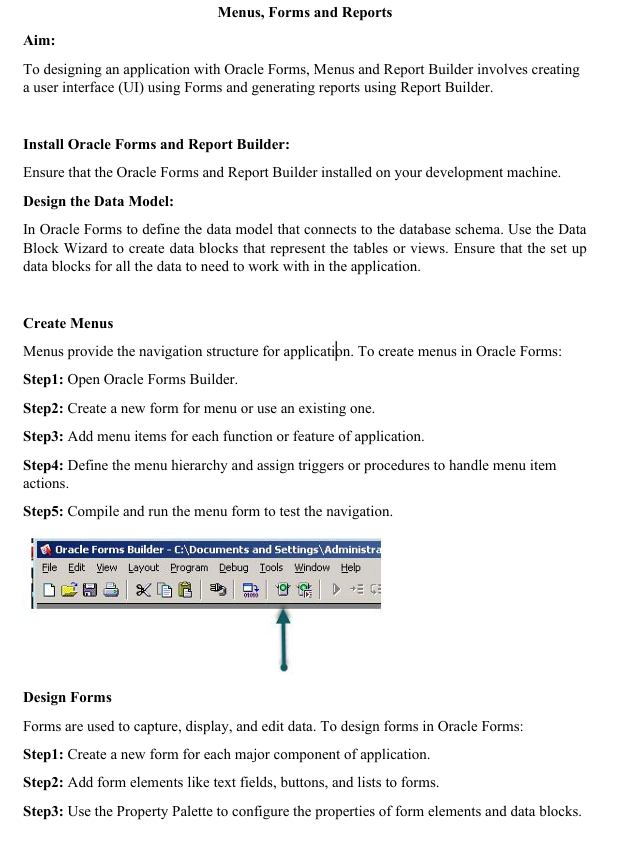 Menus, Forms and Reports
Aim:
To designing an application with Oracle Forms, Menus and Report Builder involves creating
a user interface (UI) using Forms and generating reports using Report Builder.
Install Oracle Forms and Report Builder:
Ensure that the Oracle Forms and Report Builder installed on your development machine.
Design the Data Model:
In Oracle Forms to define the data model that connects to the database schema. Use the Data
Block Wizard to create data blocks that represent the tables or views. Ensure that the set up
data blocks for all the data to need to work with in the application.
Create Menus
Menus provide the navigation structure for application. To create menus in Oracle Forms:
Step1: Open Oracle Forms Builder.
Step2: Create a new form for menu or use an existing one.
Step3: Add menu items for each function or feature of application.
Step4: Define the menu hierarchy and assign triggers or procedures to handle menu item
actions.
Step5: Compile and run the menu form to test the navigation.
Oracle Forms Builder - C:\Documents and Settings\Administra
File Edit View Layout Program Debug Tools Window Help
Design Forms
Forms are used to capture, display, and edit data. To design forms in Oracle Forms:
Step1: Create a new form for each major component of application.
Step2: Add form elements like text fields, buttons, and lists to forms.
Step3: Use the Property Palette to configure the properties of form elements and data blocks.